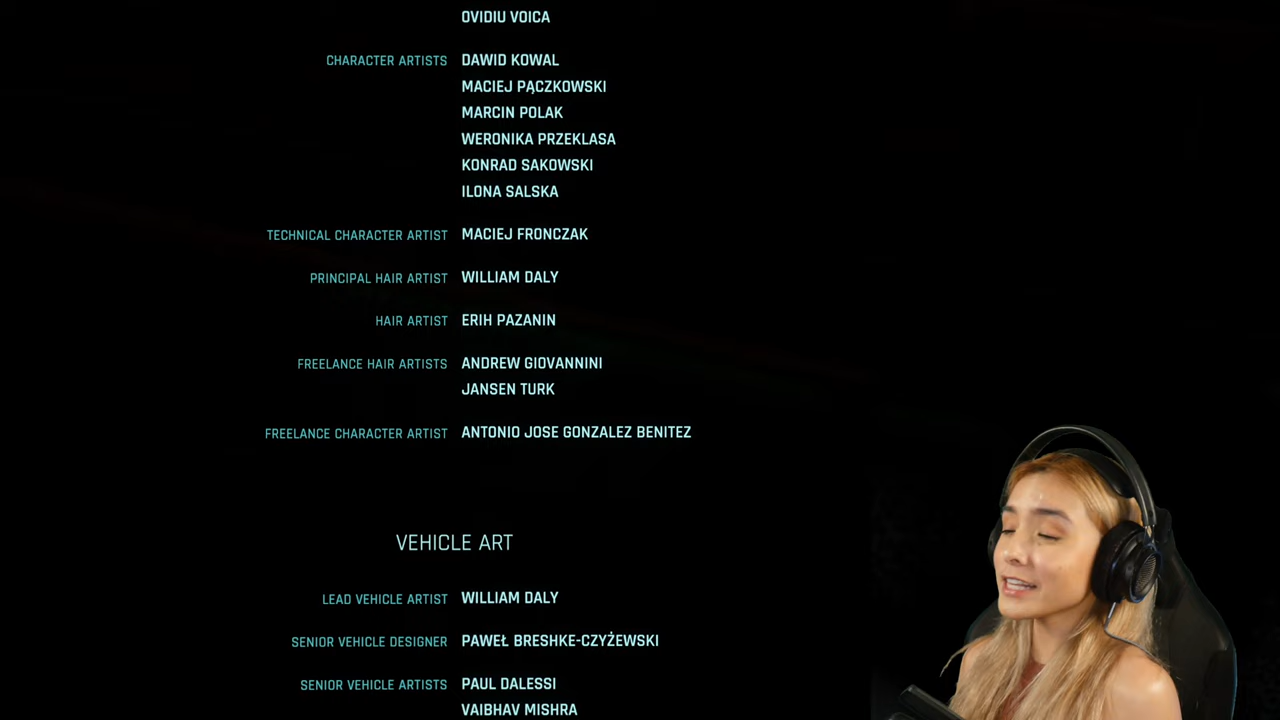 OVIDIU VOICA
CHARACTER ARTISTS DAWID KOWAL
MACIEJ PĄCZKOWSKI
MARCIN POLAK
WERONIKA PRZEKLASA
KONRAD SAKOWSKI
ILONA SALSKA
TECHNICAL CHARACTER ARTIST MACIEJ FRONCZAK
PRINCIPAL HAIR ARTIST WILLIAM DALY
HAIR ARTIST ERIH PAZANIN
FREELANCE HAIR ARTISTS ANDREW GIOVANNINI
JANSEN TURK
FREELANCE CHARACTER ARTIST ANTONIO JOSE GONZALEZ BENITEZ
VEHICLE ART
LEAD VEHICLE ARTIST WILLIAM DALY
SENIOR VEHICLE DESIGNER PAWEŁ BRESHKE-CZYŻEWSKI
SENIOR VEHICLE ARTISTS PAUL DALESSI
VAIBHAV MISHRA